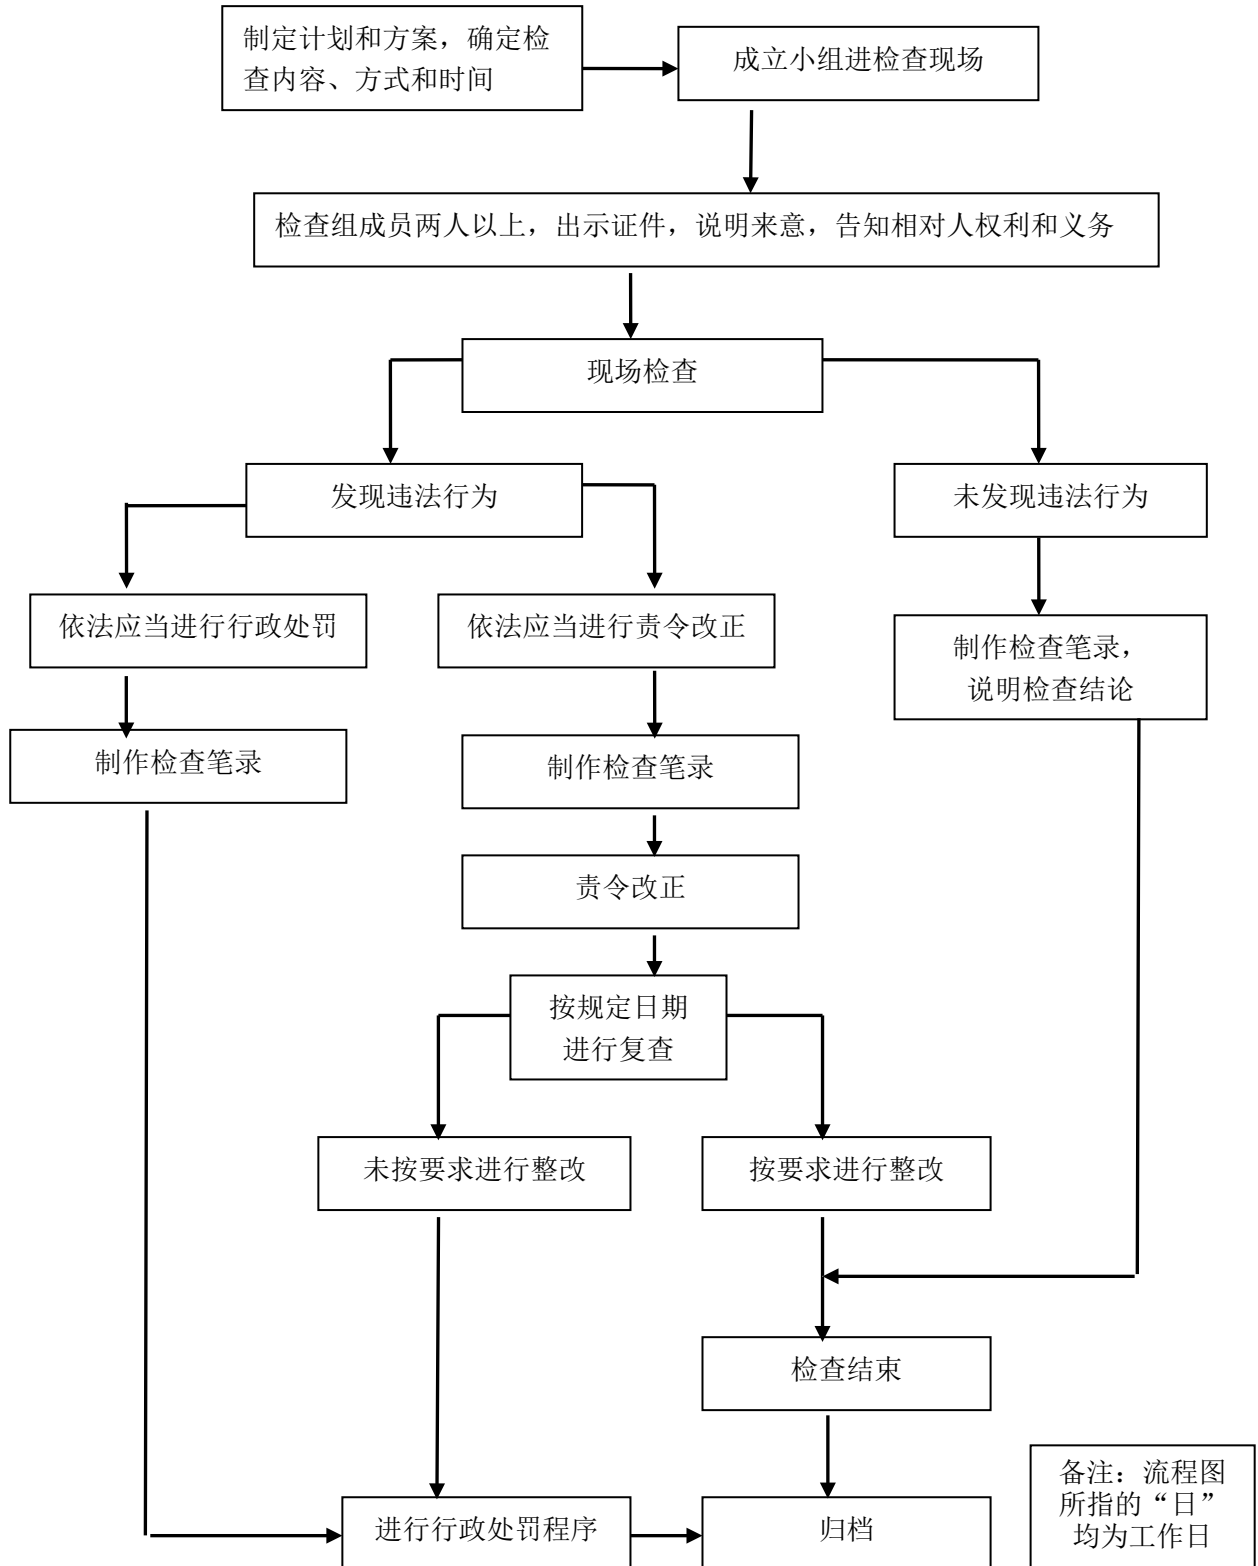 制定计划和方案，确定检
查内容、方式和时间
成立小组进检查现场
检查组成员两人以上，出示证件，说明来意，告知相对人权利和义务
现场检查
发现违法行为
未发现违法行为
依法应当进行行政处罚
依法应当进行责令改正
制作检查笔录，
说明检查结论
制作检查笔录
制作检查笔录
责令改正
按规定日期
进行复查
未按要求进行整改
按要求进行整改
检查结束
进行行政处罚程序
归档
备注：流程图
所指的“日”
均为工作日